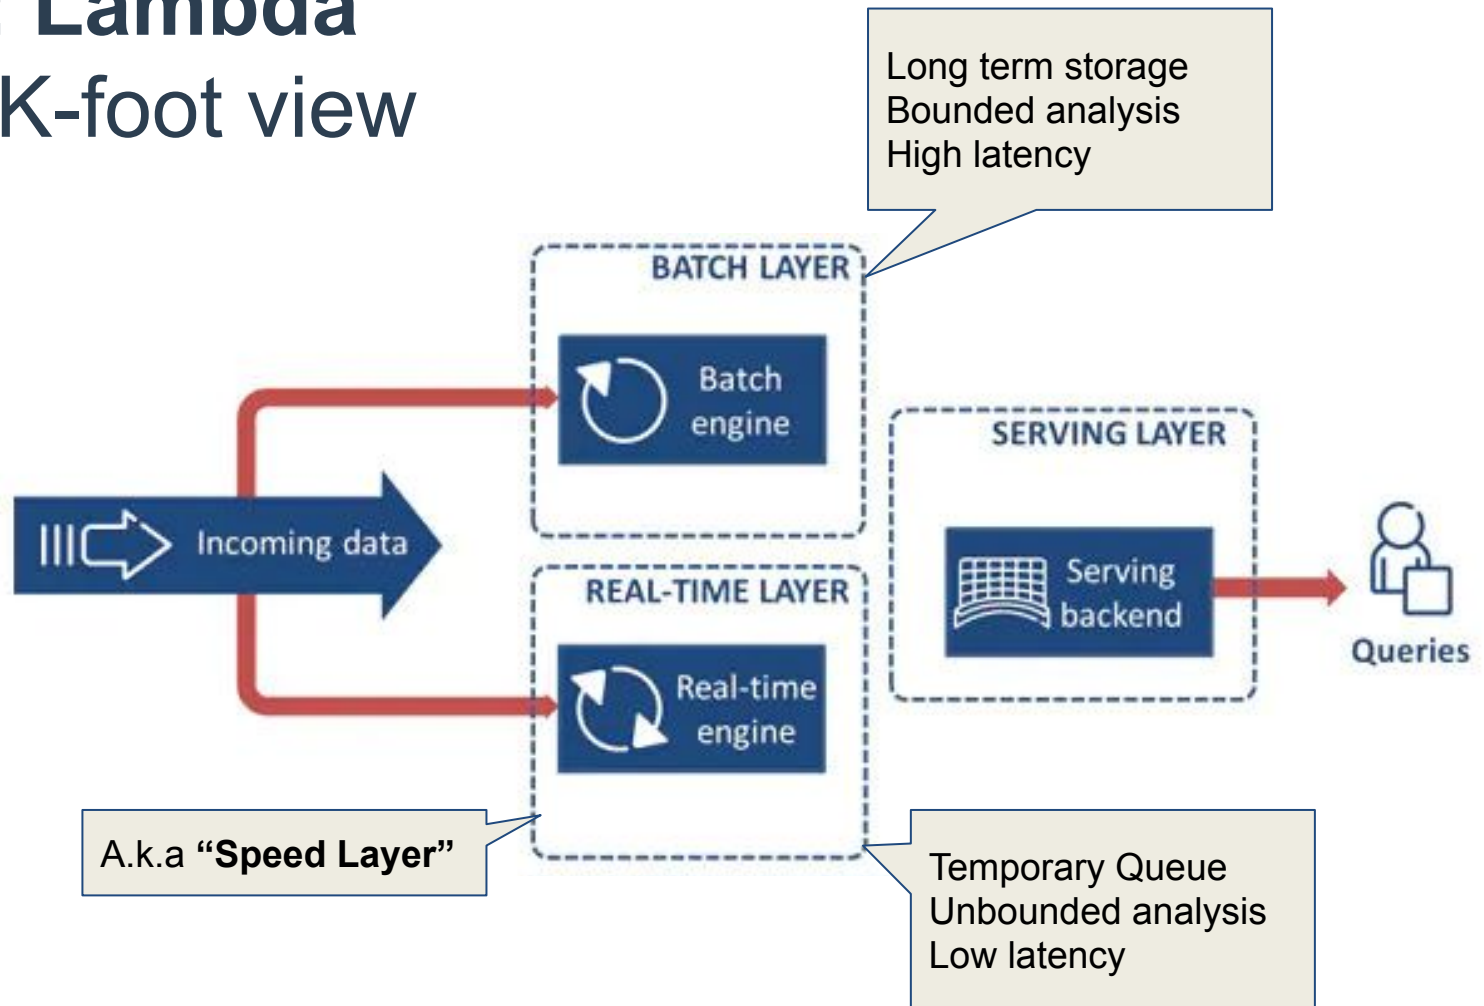 : Lambda
K-foot view
Long term storage
Bounded analysis
High latency
BATCH LAYER
Batch
engine
SERVING LAYER
Incoming data
Serving
backend
REAL-TIME LAYER
Queries
Real-time
engine
A.k.a “Speed Layer”
Temporary Queue
Unbounded analysis
Low latency